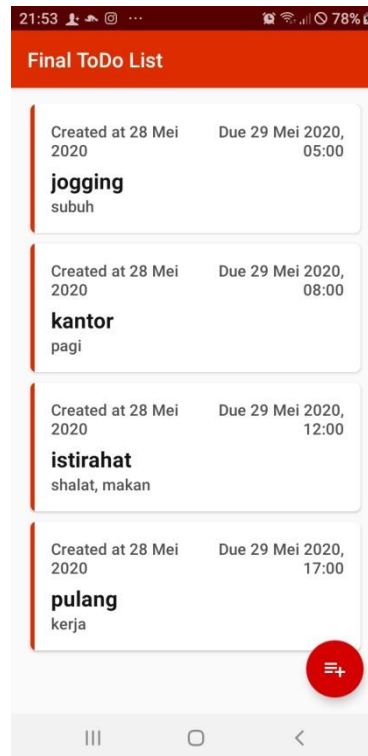 21:53 78%
Final ToDo List
Created at 28 Mei Due 29 Mei 2020,
2020 05:00
jogging
subuh
Created at 28 Mei Due 29 Mei 2020,
2020 08:00
kantor
pagi
Created at 28 Mei Due 29 Mei 2020,
2020 12:00
istirahat
shalat, makan
Created at 28 Mei Due 29 Mei 2020,
2020 17:00
pulang
kerja